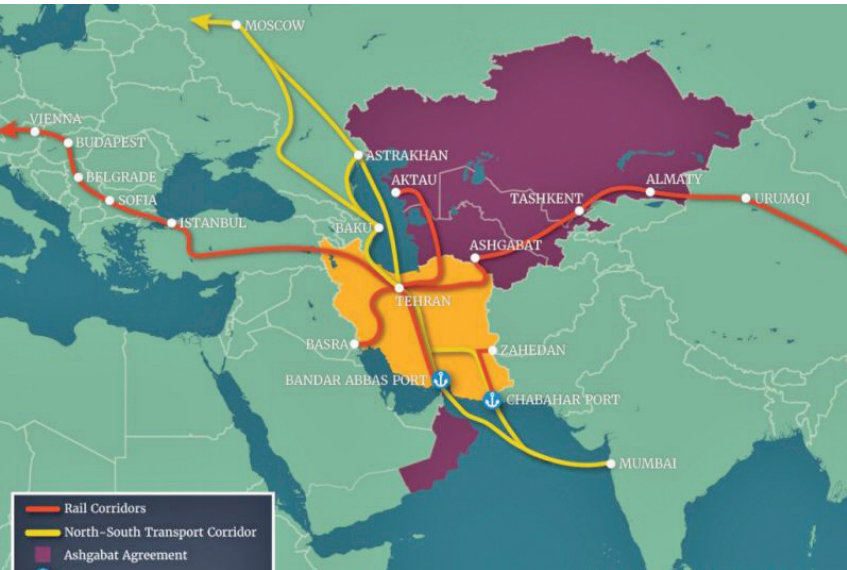 MOSCOW
VIENNA
BUDAPEST
ASTRAKHAN
BELGRADE
AKTAU
ALMATY
TASHKENT
URUMQI
SOFIA
ISTANBUL
BAKU
ASHGABAT
TEHRAN
BASRA
ZAHEDAN
BANDAR ABBAS PORT
CHABAHAR PORT
MUMBAI
Rail Corridors
North-South Transport Corridor
Ashgabat Agreement